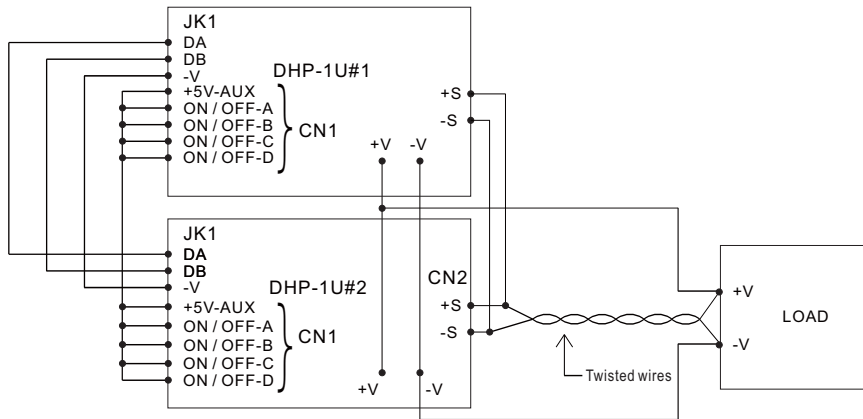 JK1
DA
DB
-V
+5V-AUX
ON / OFF-A
ON / OFF-B
ON / OFF-C
ON / OFF-D
DHP-1U#1
CN1
+S
-S
+V -V
JK1
DA
DB
-V
+5V-AUX
ON / OFF-A
ON / OFF-B
ON / OFF-C
ON / OFF-D
DHP-1U#2
CN1
CN2
+S
-S
+V -V
Twisted wires
+V
-V
LOAD